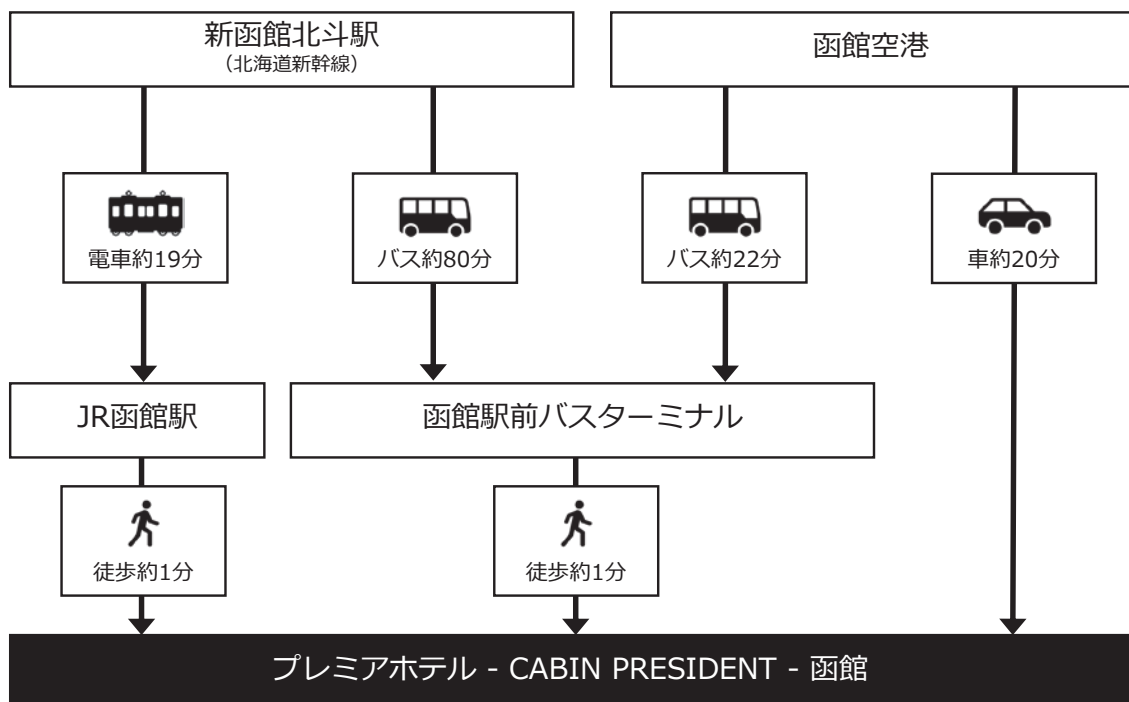 新函館北斗駅
（北海道新幹線）
函館空港
電車約19分
バス約80分
バス約22分
車約20分
JR函館駅
函館駅前バスターミナル
徒歩約1分
徒歩約1分
プレミアホテル - CABIN PRESIDENT - 函館